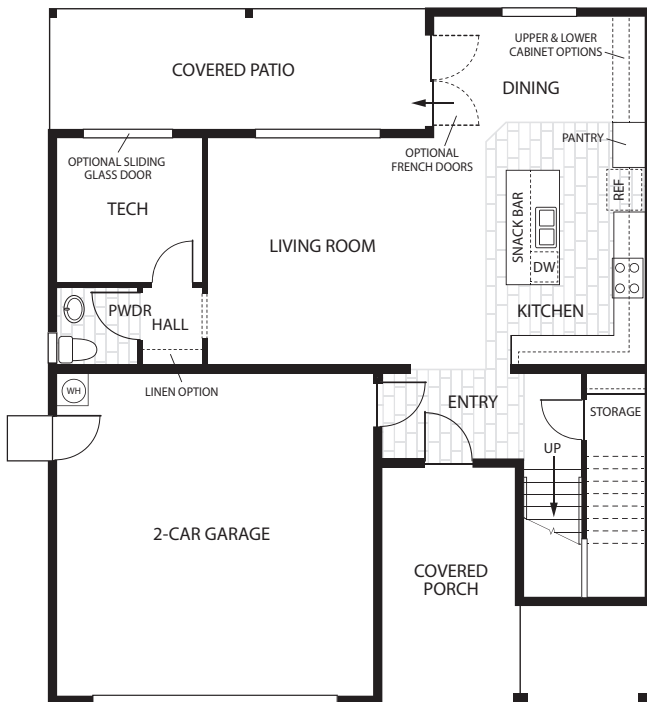 UPPER & LOWER
CABINET OPTIONS
COVERED PATIO
DINING
PANTRY
OPTIONAL SLIDING
GLASS DOOR
OPTIONAL
FRENCH DOORS
REF
TECH
SNACK BAR
LIVING ROOM
DW
PWDR
HALL
KITCHEN
WH
LINEN OPTION
ENTRY
STORAGE
UP
2-CAR GARAGE
COVERED
PORCH